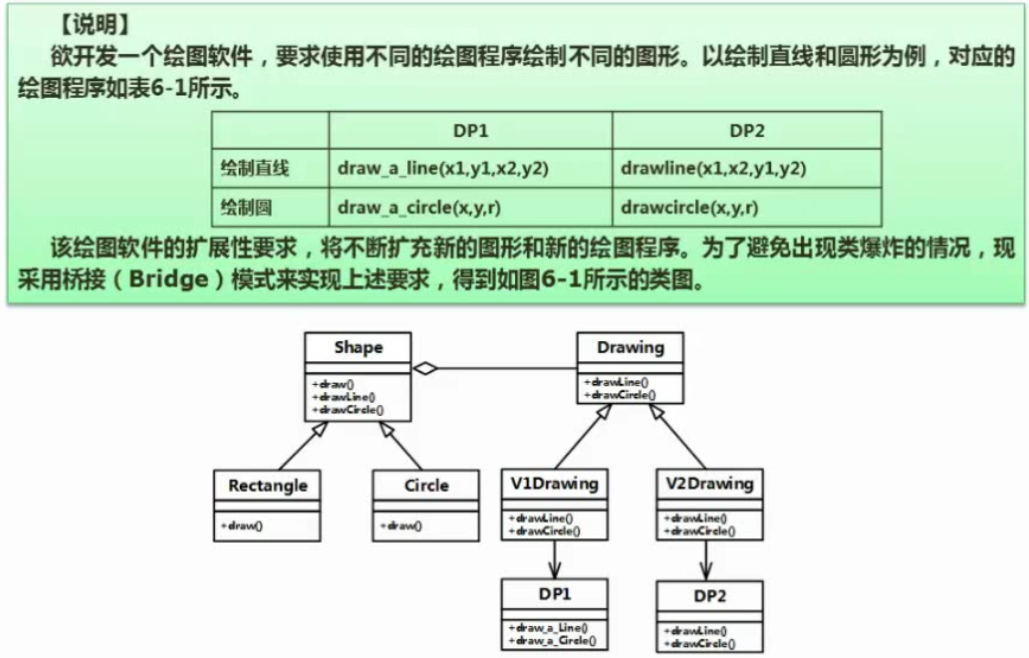 【说明】
欲开发一个绘图软件，要求使用不同的绘图程序绘制不同的图形。以绘制直线和圆形为例，对应的
绘图程序如表6-1所示。
DP1 DP2
绘制直线 draw_a_line(x1,y1,x2,y2) drawline(x1,x2,y1,y2)
绘制圆 draw_a_circle(x,y,r) drawcircle(x,y,r)
该绘图软件的扩展性要求，将不断扩充新的图形和新的绘图程序。为了避免出现类爆炸的情况，现
采用桥接（Bridge）模式来实现上述要求，得到如图6-1所示的类图。
Shape
+draw()
+drawLine()
+drawCircle()
Drawing
+drawLine()
+drawCircle()
Rectangle
+draw()
Circle
+draw()
V1Drawing
+drawLine()
+drawCircle()
V2Drawing
+drawLine()
+drawCircle()
DP1
+draw_a_Line()
+draw_a_Circle()
DP2
+drawLine()
+drawCircle()